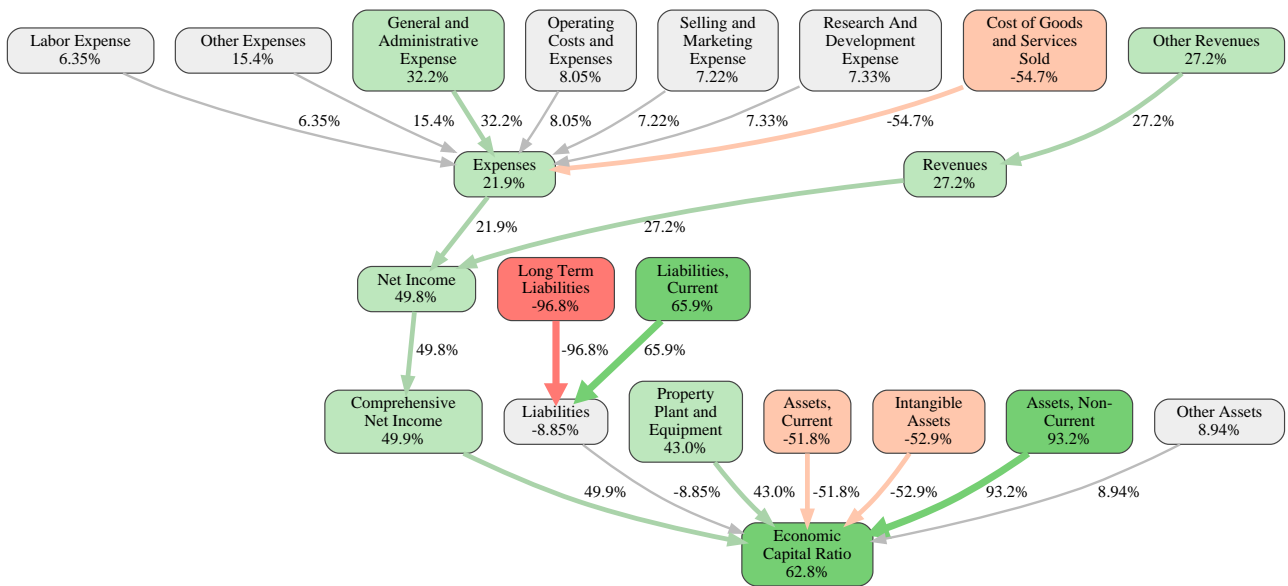 Labor Expense
6.35%
Other Expenses
15.4%
General and
Administrative
Expense
32.2%
Operating
Costs and
Expenses
8.05%
Selling and
Marketing
Expense
7.22%
Research And
Development
Expense
7.33%
Cost of Goods
and Services
Sold
-54.7%
Other Revenues
27.2%
6.35%
15.4%
32.2%
8.05%
7.22%
7.33%
-54.7%
27.2%
Expenses
21.9%
Revenues
27.2%
21.9%
27.2%
Net Income
49.8%
Long Term
Liabilities
-96.8%
Liabilities,
Current
65.9%
49.8%
-96.8%
65.9%
Comprehensive
Net Income
49.9%
Liabilities
-8.85%
Property
Plant and
Equipment
43.0%
Assets,
Current
-51.8%
Intangible
Assets
-52.9%
Assets, Non-
Current
93.2%
Other Assets
8.94%
49.9%
-8.85%
43.0%
-51.8%
-52.9%
93.2%
8.94%
Economic
Capital Ratio
62.8%